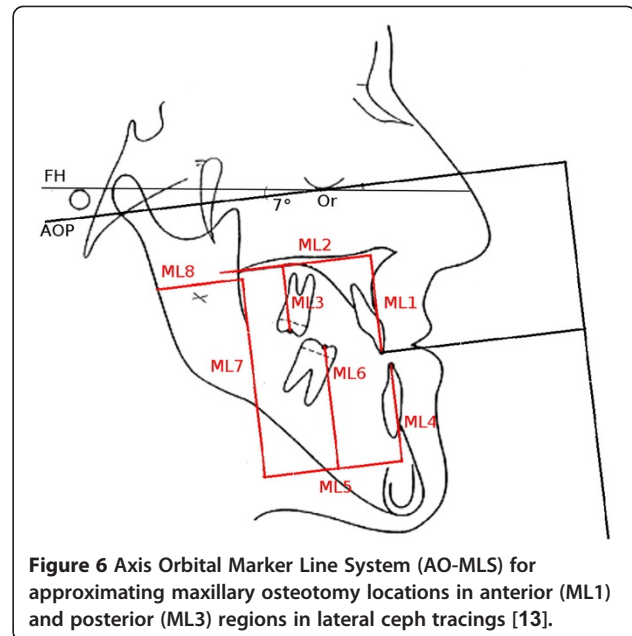 FH
7°
Or
AOP
ML2
ML8
ML3
ML1
ML7
ML6
ML4
ML5
Figure 6 Axis Orbital Marker Line System (AO-MLS) for
approximating maxillary osteotomy locations in anterior (ML1)
and posterior (ML3) regions in lateral ceph tracings [13].